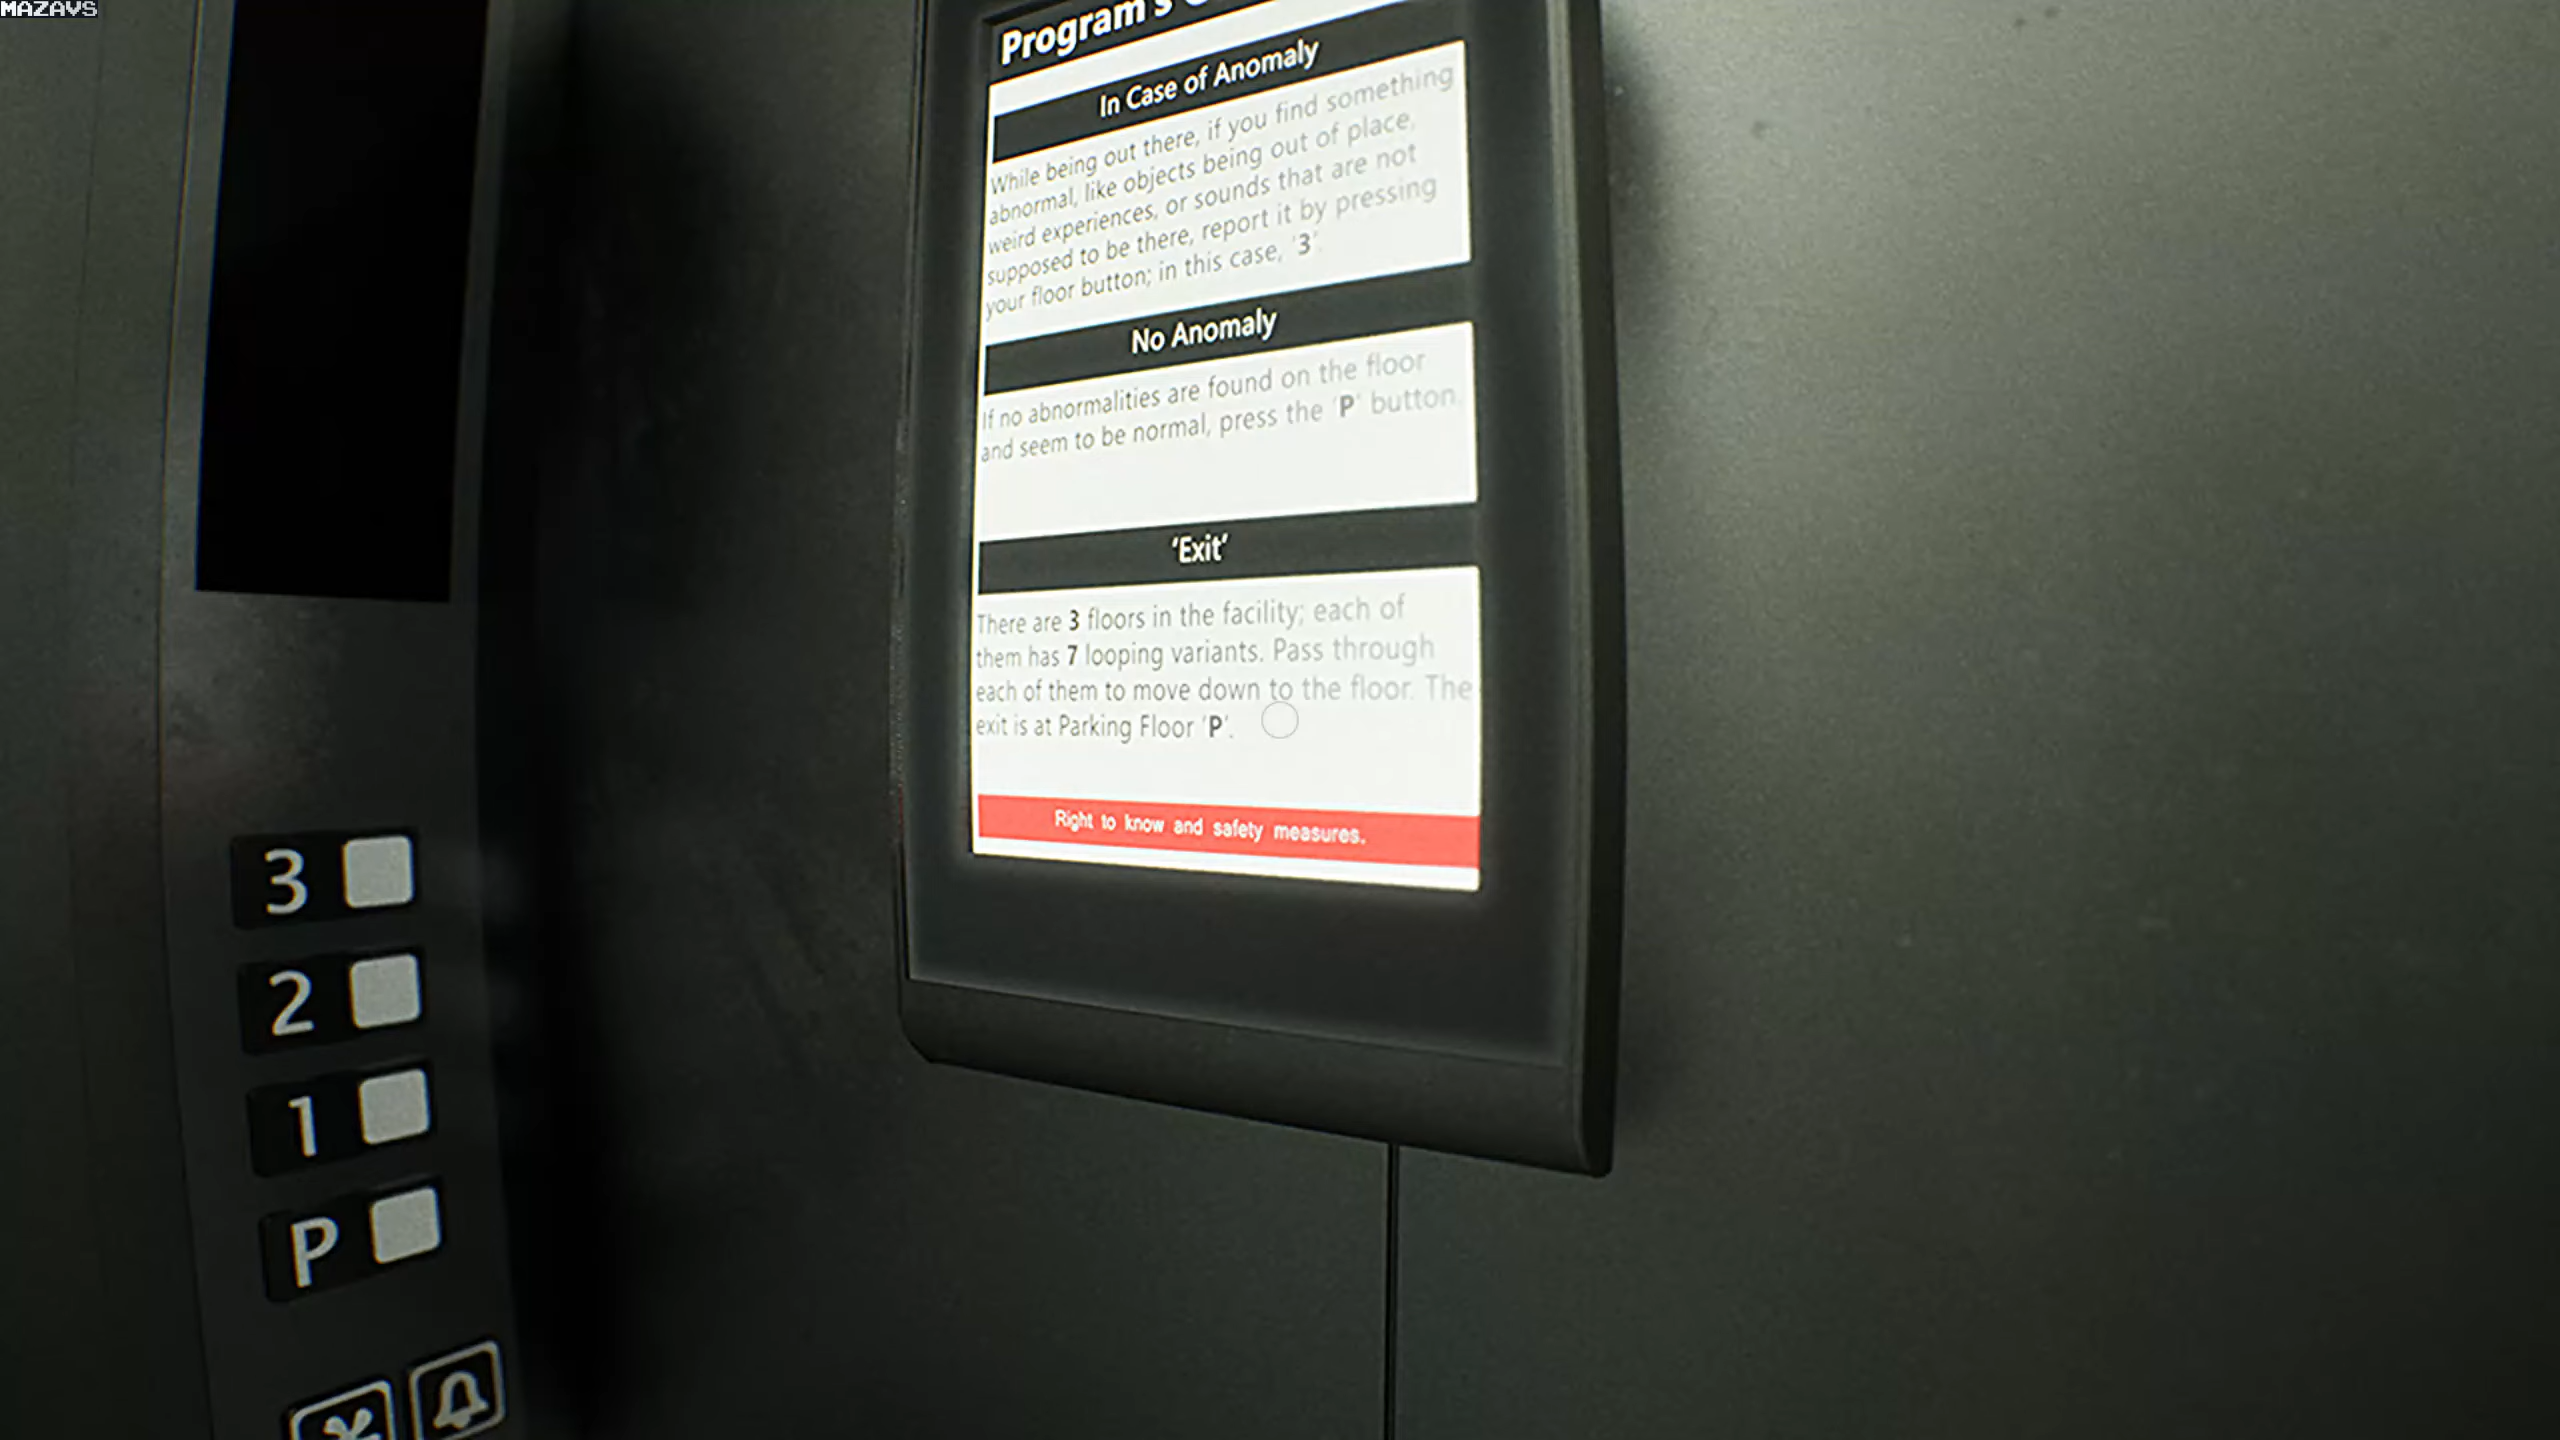 MAZAVS
Program's
In Case of Anomaly
While being out there, if you find something
abnormal, like objects being out of place,
weird experiences, or sounds that are not
supposed to be there, report it by pressing
your floor button; in this case, '3'.
No Anomaly
If no abnormalities are found on the floor
and seem to be normal, press the 'P' button.
'Exit'
There are 3 floors in the facility; each of
them has 7 looping variants. Pass through
each of them to move down to the floor. The
exit is at Parking Floor 'P'.
Right to know and safety measures.
3
2
1
P